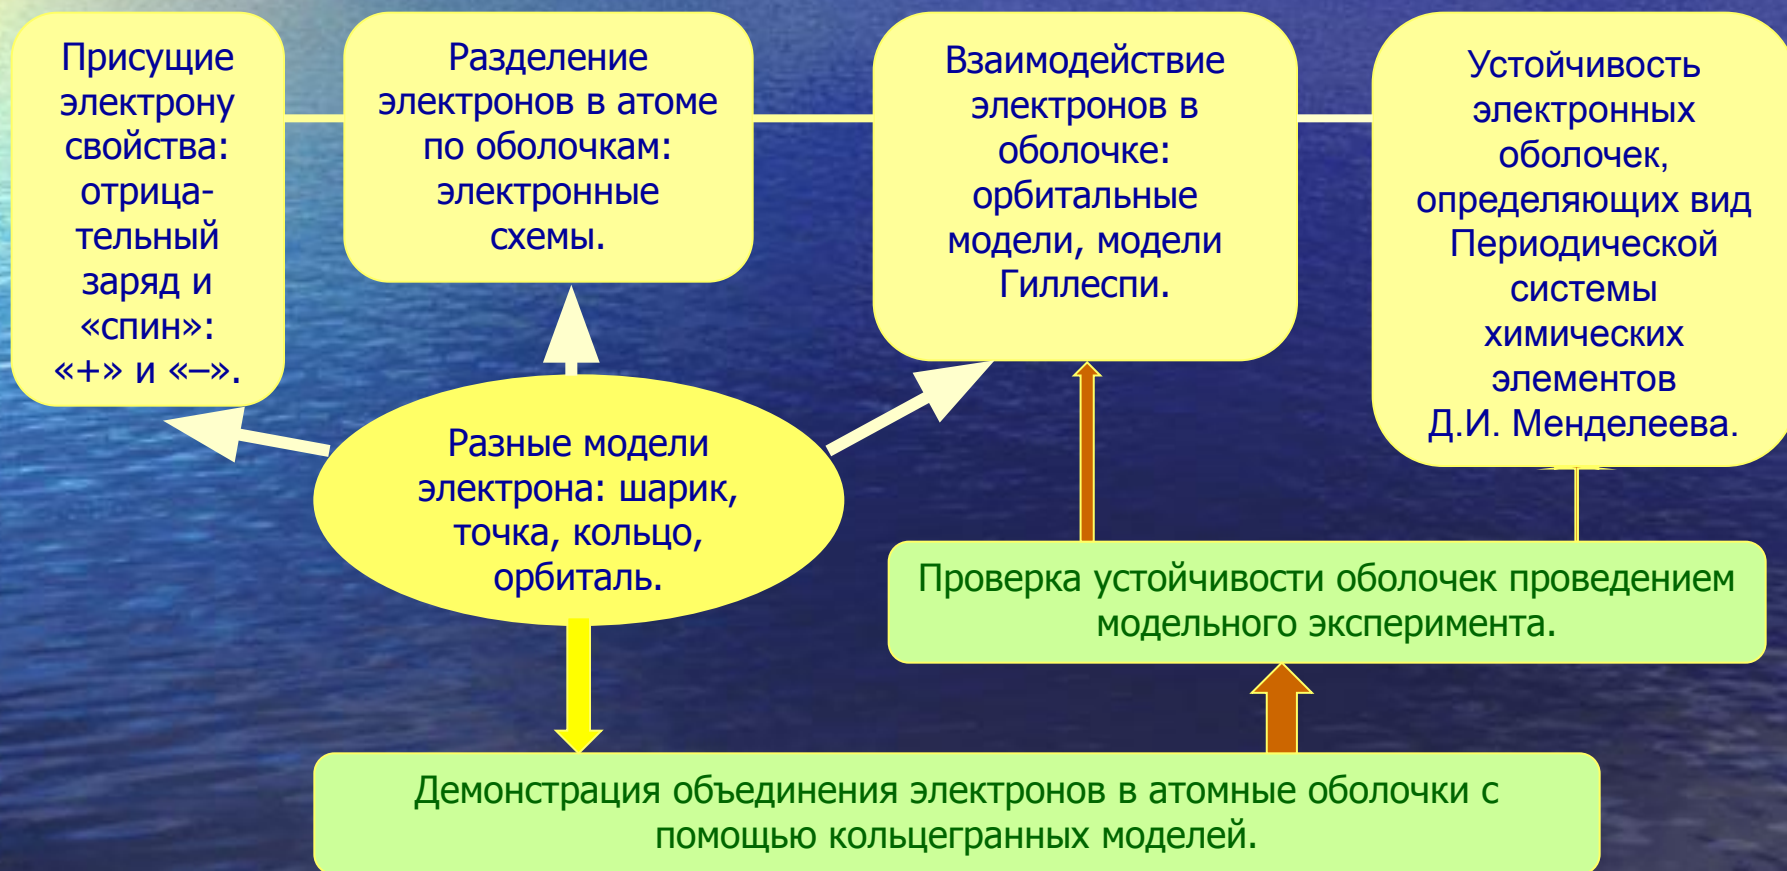 Присущие
электрону
свойства:
отрица-
тельный
заряд и
«спин»:
«+» и «–».
Разделение
электронов в атоме
по оболочкам:
электронные
схемы.
Взаимодействие
электронов в
оболочке:
орбитальные
модели, модели
Гиллеспи.
Устойчивость
электронных
оболочек,
определяющих вид
Периодической
системы
химических
элементов
Д.И. Менделеева.
Разные модели
электрона: шарик,
точка, кольцо,
орбиталь.
Проверка устойчивости оболочек проведением
модельного эксперимента.
Демонстрация объединения электронов в атомные оболочки с
помощью кольцегранных моделей.